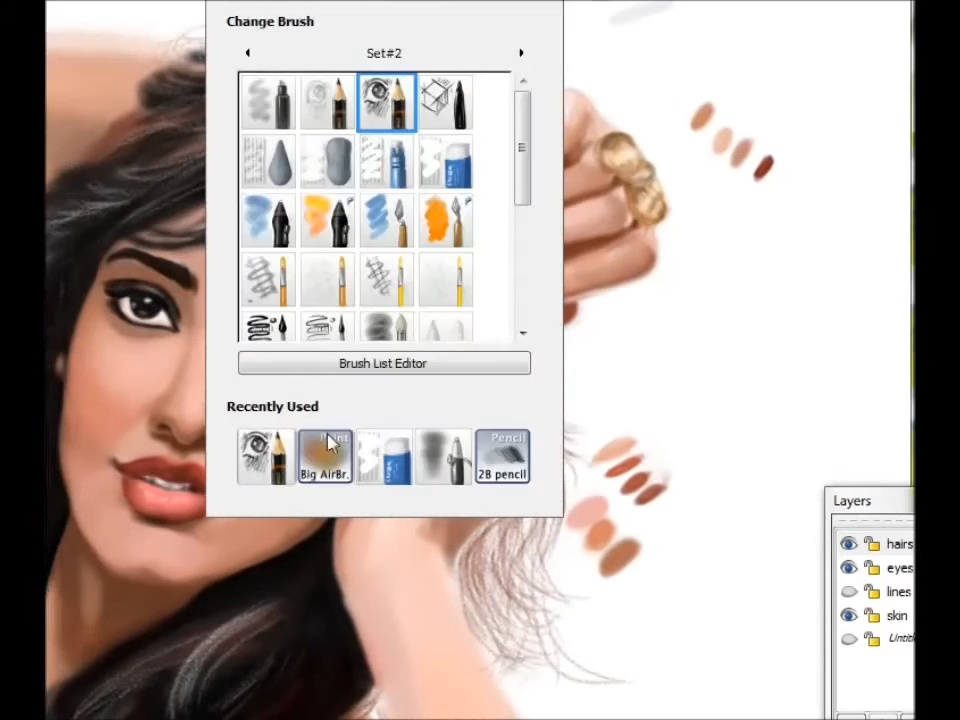 Change Brush
Set#2
Brush List Editor
Recently Used
Big AirBr.
Pencil
2B pencil
Layers
hairs
eyes
lines
skin